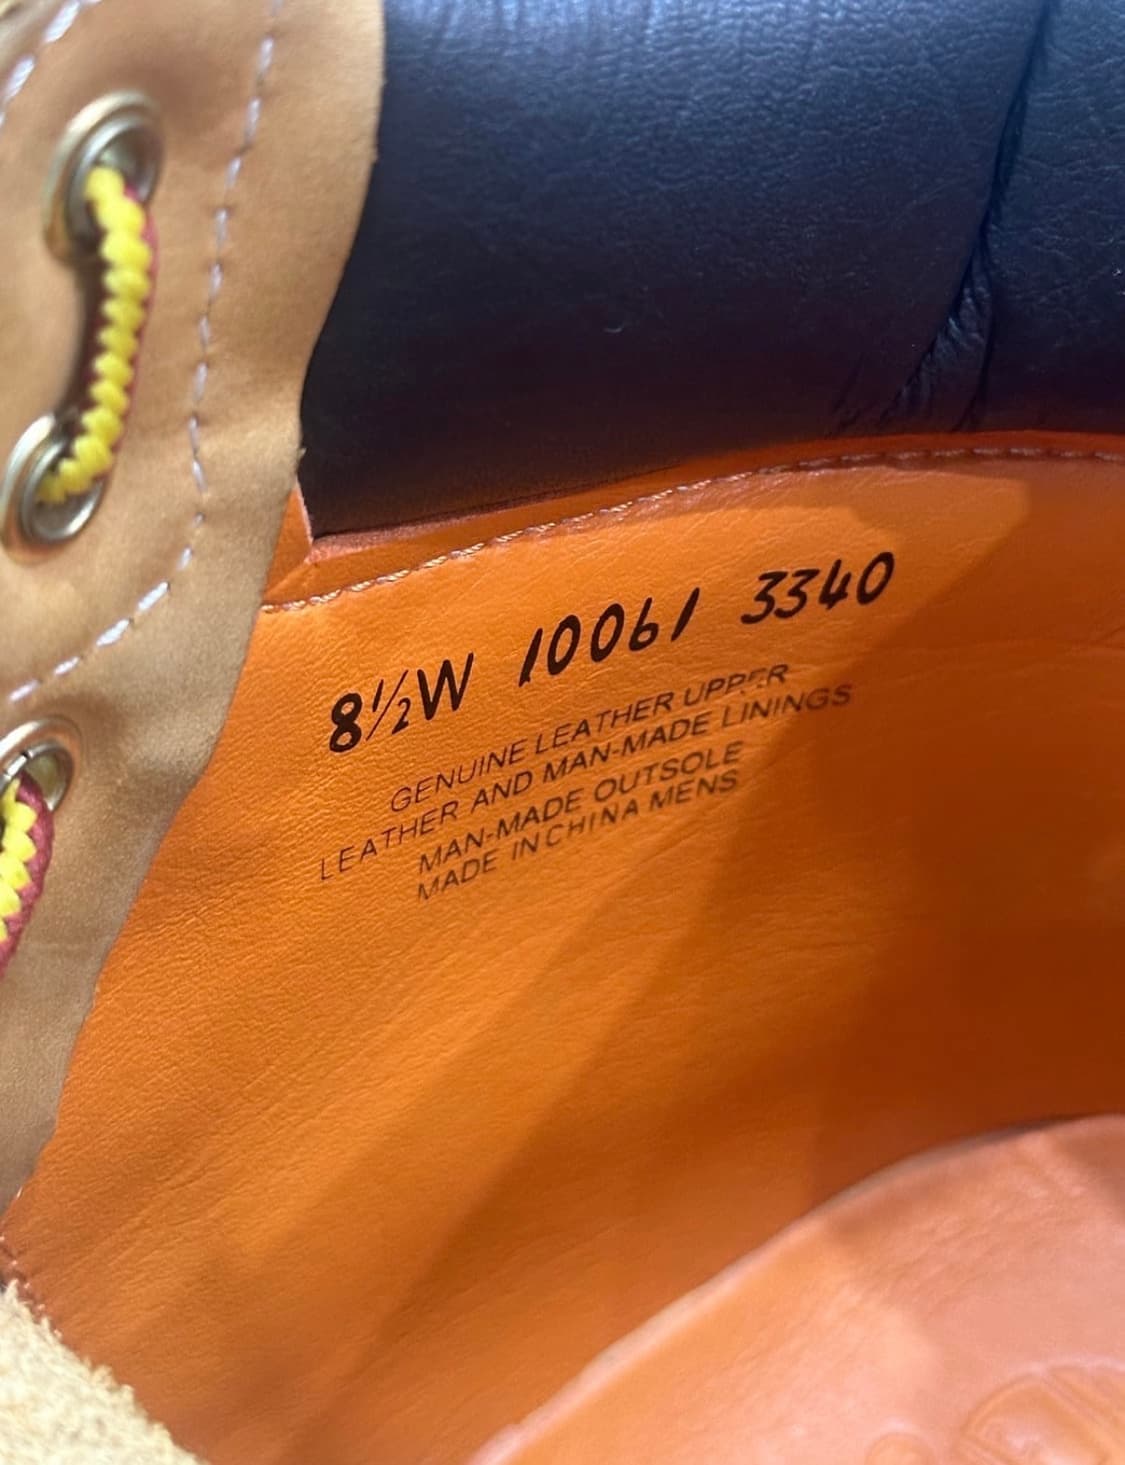 8½W 10061 3340
GENUINE LEATHER UPPER
LEATHER AND MAN-MADE LININGS
MAN-MADE OUTSOLE
MADE IN CHINA MENS